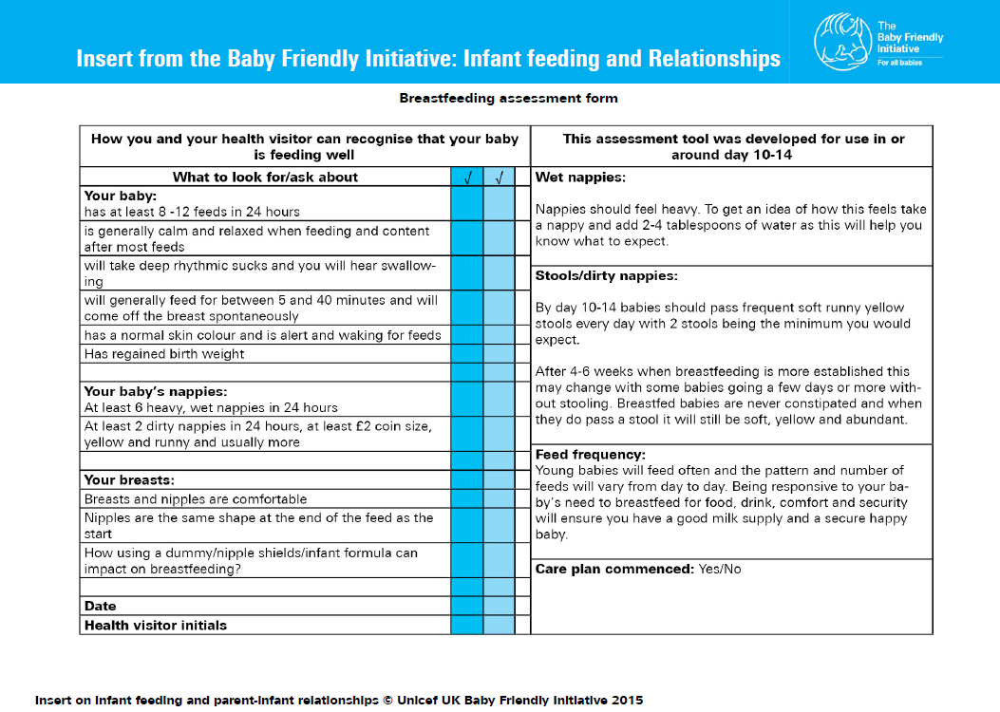 Insert from the Baby Friendly Initiative: Infant feeding and Relationships
The
Baby Friendly
Initiative
For all babies
Breastfeeding assessment form
How you and your health visitor can recognise that your baby
is feeding well
What to look for/ask about
√ √
Your baby:
has at least 8 -12 feeds in 24 hours
is generally calm and relaxed when feeding and content
after most feeds
will take deep rhythmic sucks and you will hear swallow-
ing
will generally feed for between 5 and 40 minutes and will
come off the breast spontaneously
has a normal skin colour and is alert and waking for feeds
Has regained birth weight
Your baby's nappies:
At least 6 heavy, wet nappies in 24 hours
At least 2 dirty nappies in 24 hours, at least £2 coin size,
yellow and runny and usually more
Your breasts:
Breasts and nipples are comfortable
Nipples are the same shape at the end of the feed as the
start
How using a dummy/nipple shields/infant formula can
impact on breastfeeding?
Date
Health visitor initials
This assessment tool was developed for use in or
around day 10-14
Wet nappies:
Nappies should feel heavy. To get an idea of how this feels take
a nappy and add 2-4 tablespoons of water as this will help you
know what to expect.
Stools/dirty nappies:
By day 10-14 babies should pass frequent soft runny yellow
stools every day with 2 stools being the minimum you would
expect.
After 4-6 weeks when breastfeeding is more established this
may change with some babies going a few days or more with-
out stooling. Breastfed babies are never constipated and when
they do pass a stool it will still be soft, yellow and abundant.
Feed frequency:
Young babies will feed often and the pattern and number of
feeds will vary from day to day. Being responsive to your ba-
by's need to breastfeed for food, drink, comfort and security
will ensure you have a good milk supply and a secure happy
baby.
Care plan commenced: Yes/No
Insert on infant feeding and parent-infant relationships © Unicef UK Baby Friendly Initiative 2015